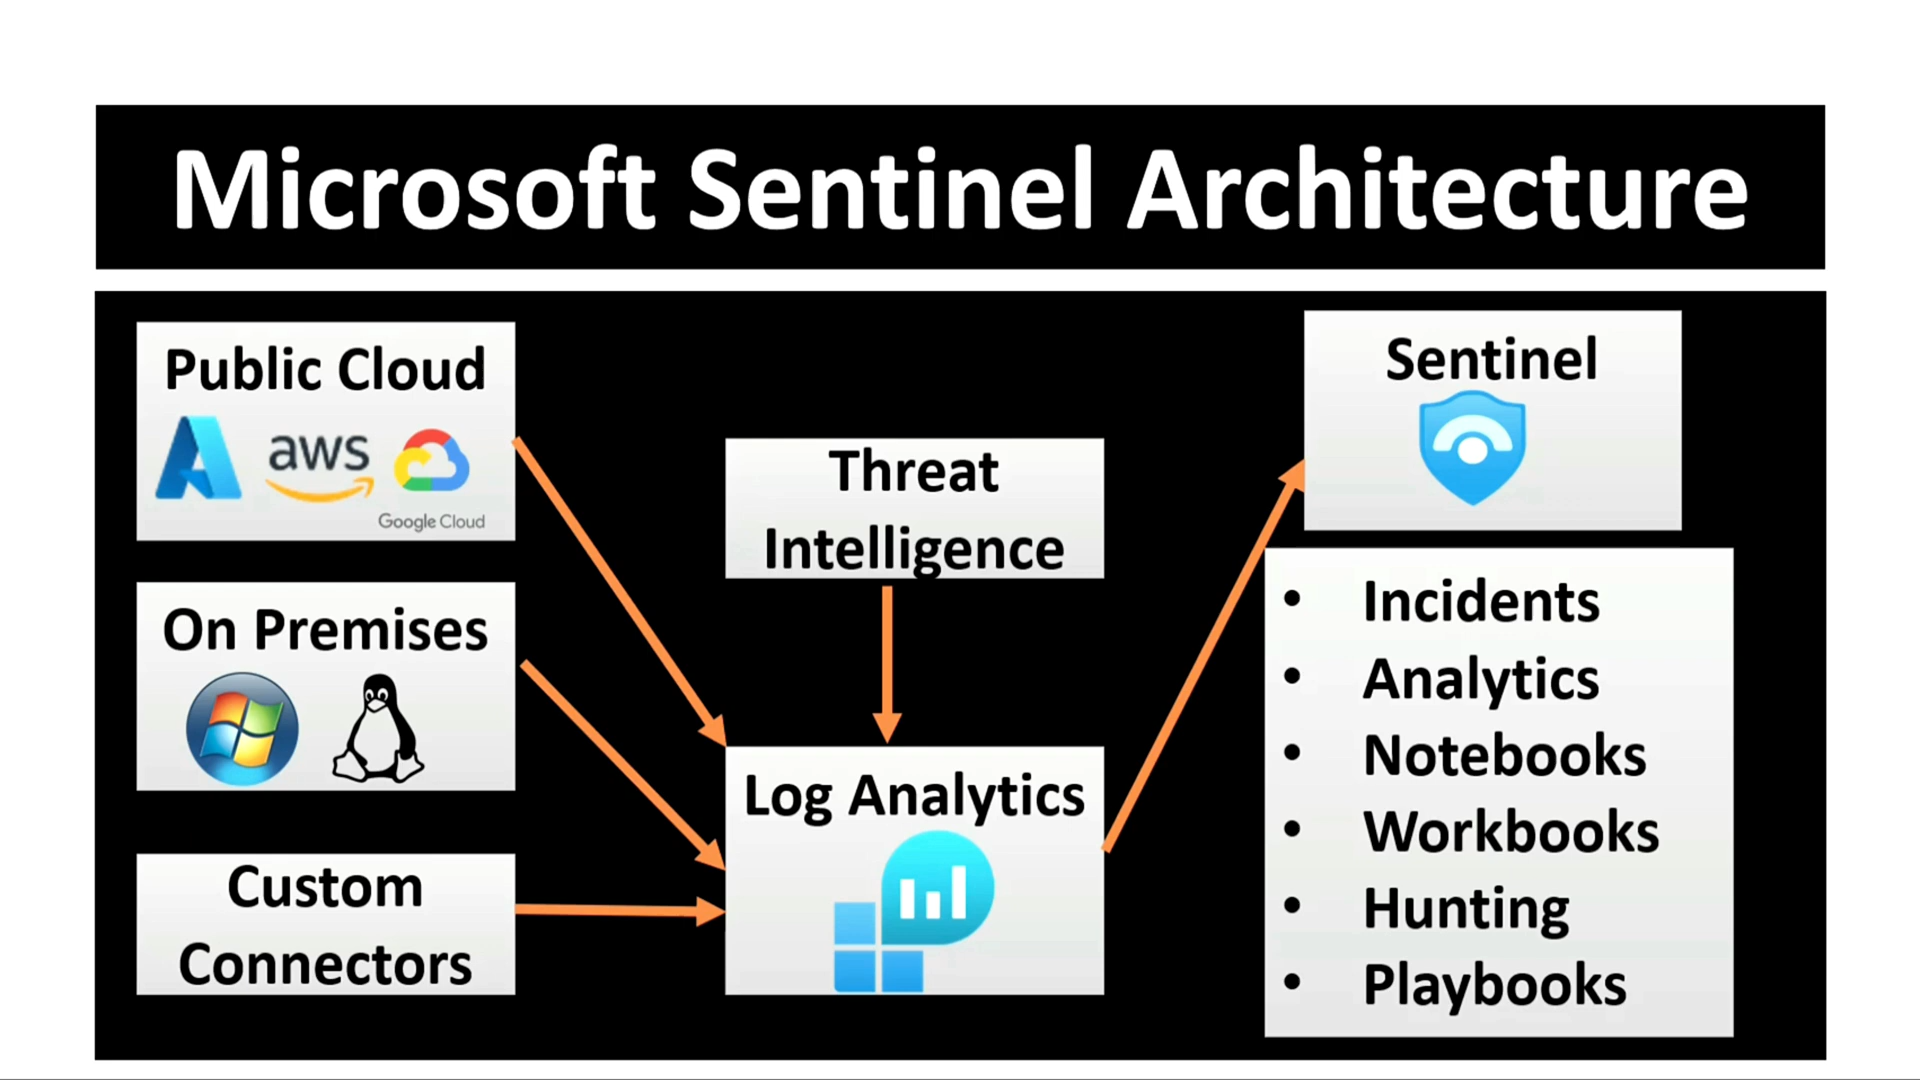 Microsoft Sentinel Architecture
Public Cloud
aws
Google Cloud
On Premises
Custom
Connectors
Threat
Intelligence
Log Analytics
Sentinel
• Incidents
• Analytics
• Notebooks
• Workbooks
• Hunting
• Playbooks